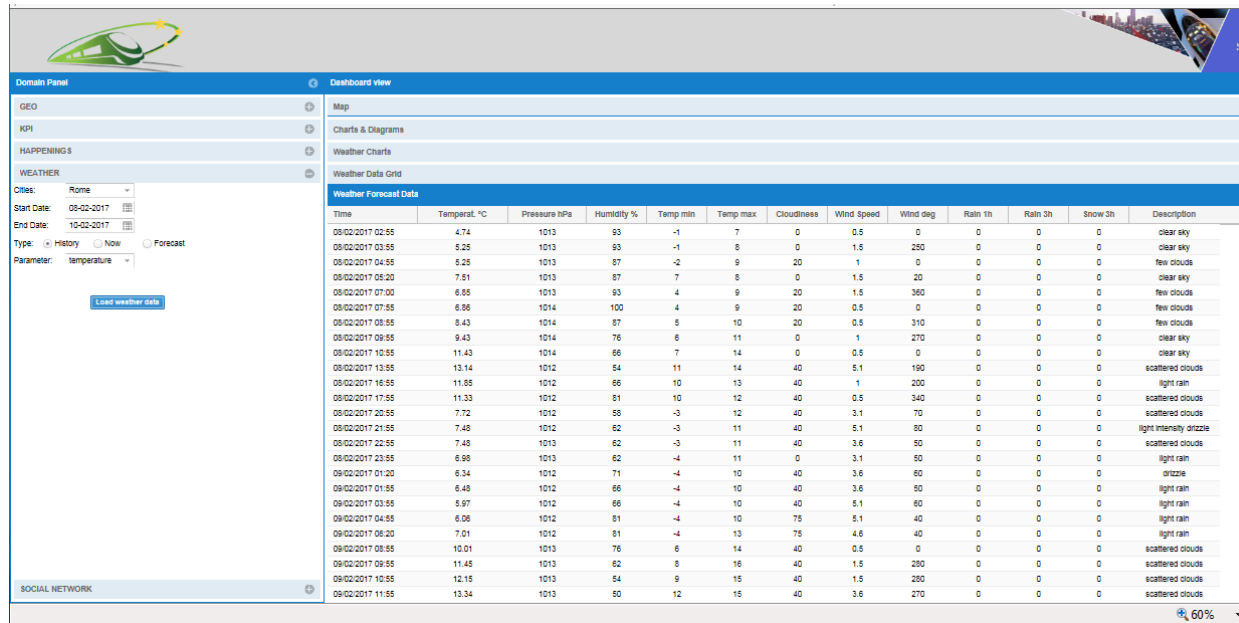 Domain Panel
Dashboard view
GEO
KPI
HAPPENINGS
WEATHER
Cities: Rome
Start Date: 08-02-2017
End Date: 10-02-2017
Type: History Now Forecast
Parameter: temperature
Load weather data
SOCIAL NETWORK
Map
Charts & Diagrams
Weather Charts
Weather Data Grid
Weather Forecast Data
Time Temperat. °C Pressure hPa Humidity % Temp min Temp max Cloudiness Wind Speed Wind deg Rain 1h Rain 3h Snow 3h Description
08/02/2017 02:55 4.74 1013 93 -1 7 0 0.5 0 0 0 0 clear sky
08/02/2017 03:55 5.25 1013 93 -1 8 0 1.5 250 0 0 0 clear sky
08/02/2017 04:55 5.25 1013 87 -2 9 20 1 0 0 0 0 few clouds
08/02/2017 05:20 7.51 1013 87 7 8 0 1.5 20 0 0 0 clear sky
08/02/2017 07:00 6.85 1013 93 4 9 20 1.5 360 0 0 0 few clouds
08/02/2017 07:55 6.86 1014 100 4 9 20 0.5 0 0 0 0 few clouds
08/02/2017 08:55 8.43 1014 87 5 10 20 0.5 310 0 0 0 few clouds
08/02/2017 09:55 9.43 1014 76 6 11 0 1 270 0 0 0 clear sky
08/02/2017 10:55 11.43 1014 66 7 14 0 0.5 0 0 0 0 clear sky
08/02/2017 13:55 13.14 1012 54 11 14 40 5.1 190 0 0 0 scattered clouds
08/02/2017 16:55 11.85 1012 66 10 13 40 1 200 0 0 0 light rain
08/02/2017 17:55 11.33 1012 81 10 12 40 0.5 340 0 0 0 scattered clouds
08/02/2017 20:55 7.72 1012 58 -3 12 40 3.1 70 0 0 0 scattered clouds
08/02/2017 21:55 7.48 1012 62 -3 11 40 5.1 80 0 0 0 light intensity drizzle
08/02/2017 22:55 7.48 1013 62 -3 11 40 3.6 50 0 0 0 scattered clouds
08/02/2017 23:55 6.98 1013 62 -4 11 0 3.1 50 0 0 0 light rain
09/02/2017 01:20 6.34 1012 71 -4 10 40 3.6 60 0 0 0 drizzle
09/02/2017 01:55 6.48 1012 66 -4 10 40 3.6 50 0 0 0 light rain
09/02/2017 03:55 5.97 1012 66 -4 10 40 5.1 60 0 0 0 light rain
09/02/2017 04:55 6.06 1012 81 -4 10 75 5.1 40 0 0 0 light rain
09/02/2017 06:20 7.01 1012 81 -4 13 75 4.6 40 0 0 0 light rain
09/02/2017 08:55 10.01 1013 76 6 14 40 0.5 0 0 0 0 scattered clouds
09/02/2017 09:55 11.45 1013 62 8 16 40 1.5 280 0 0 0 scattered clouds
09/02/2017 10:55 12.15 1013 54 9 15 40 1.5 280 0 0 0 scattered clouds
09/02/2017 11:55 13.34 1013 50 12 15 40 3.6 270 0 0 0 scattered clouds
60%